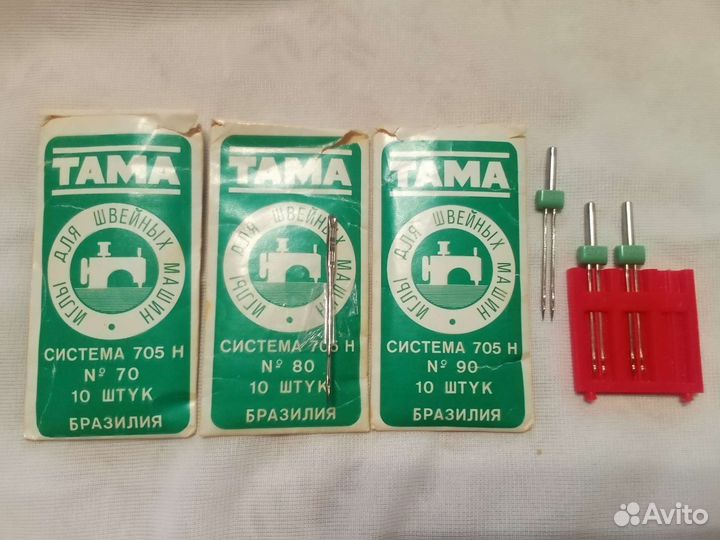 TAMA
ИГЛЫ ДЛЯ ШВЕЙНЫХ МАШИН
СИСТЕМА 705 Н
№ 70
10 ШТУК
БРАЗИЛИЯ
TAMA
ИГЛЫ ДЛЯ ШВЕЙНЫХ МАШИН
СИСТЕМА 705 Н
№ 80
10 ШТУК
БРАЗИЛИЯ
TAMA
ИГЛЫ ДЛЯ ШВЕЙНЫХ МАШИН
СИСТЕМА 705 Н
№ 90
10 ШТУК
БРАЗИЛИЯ
Avito